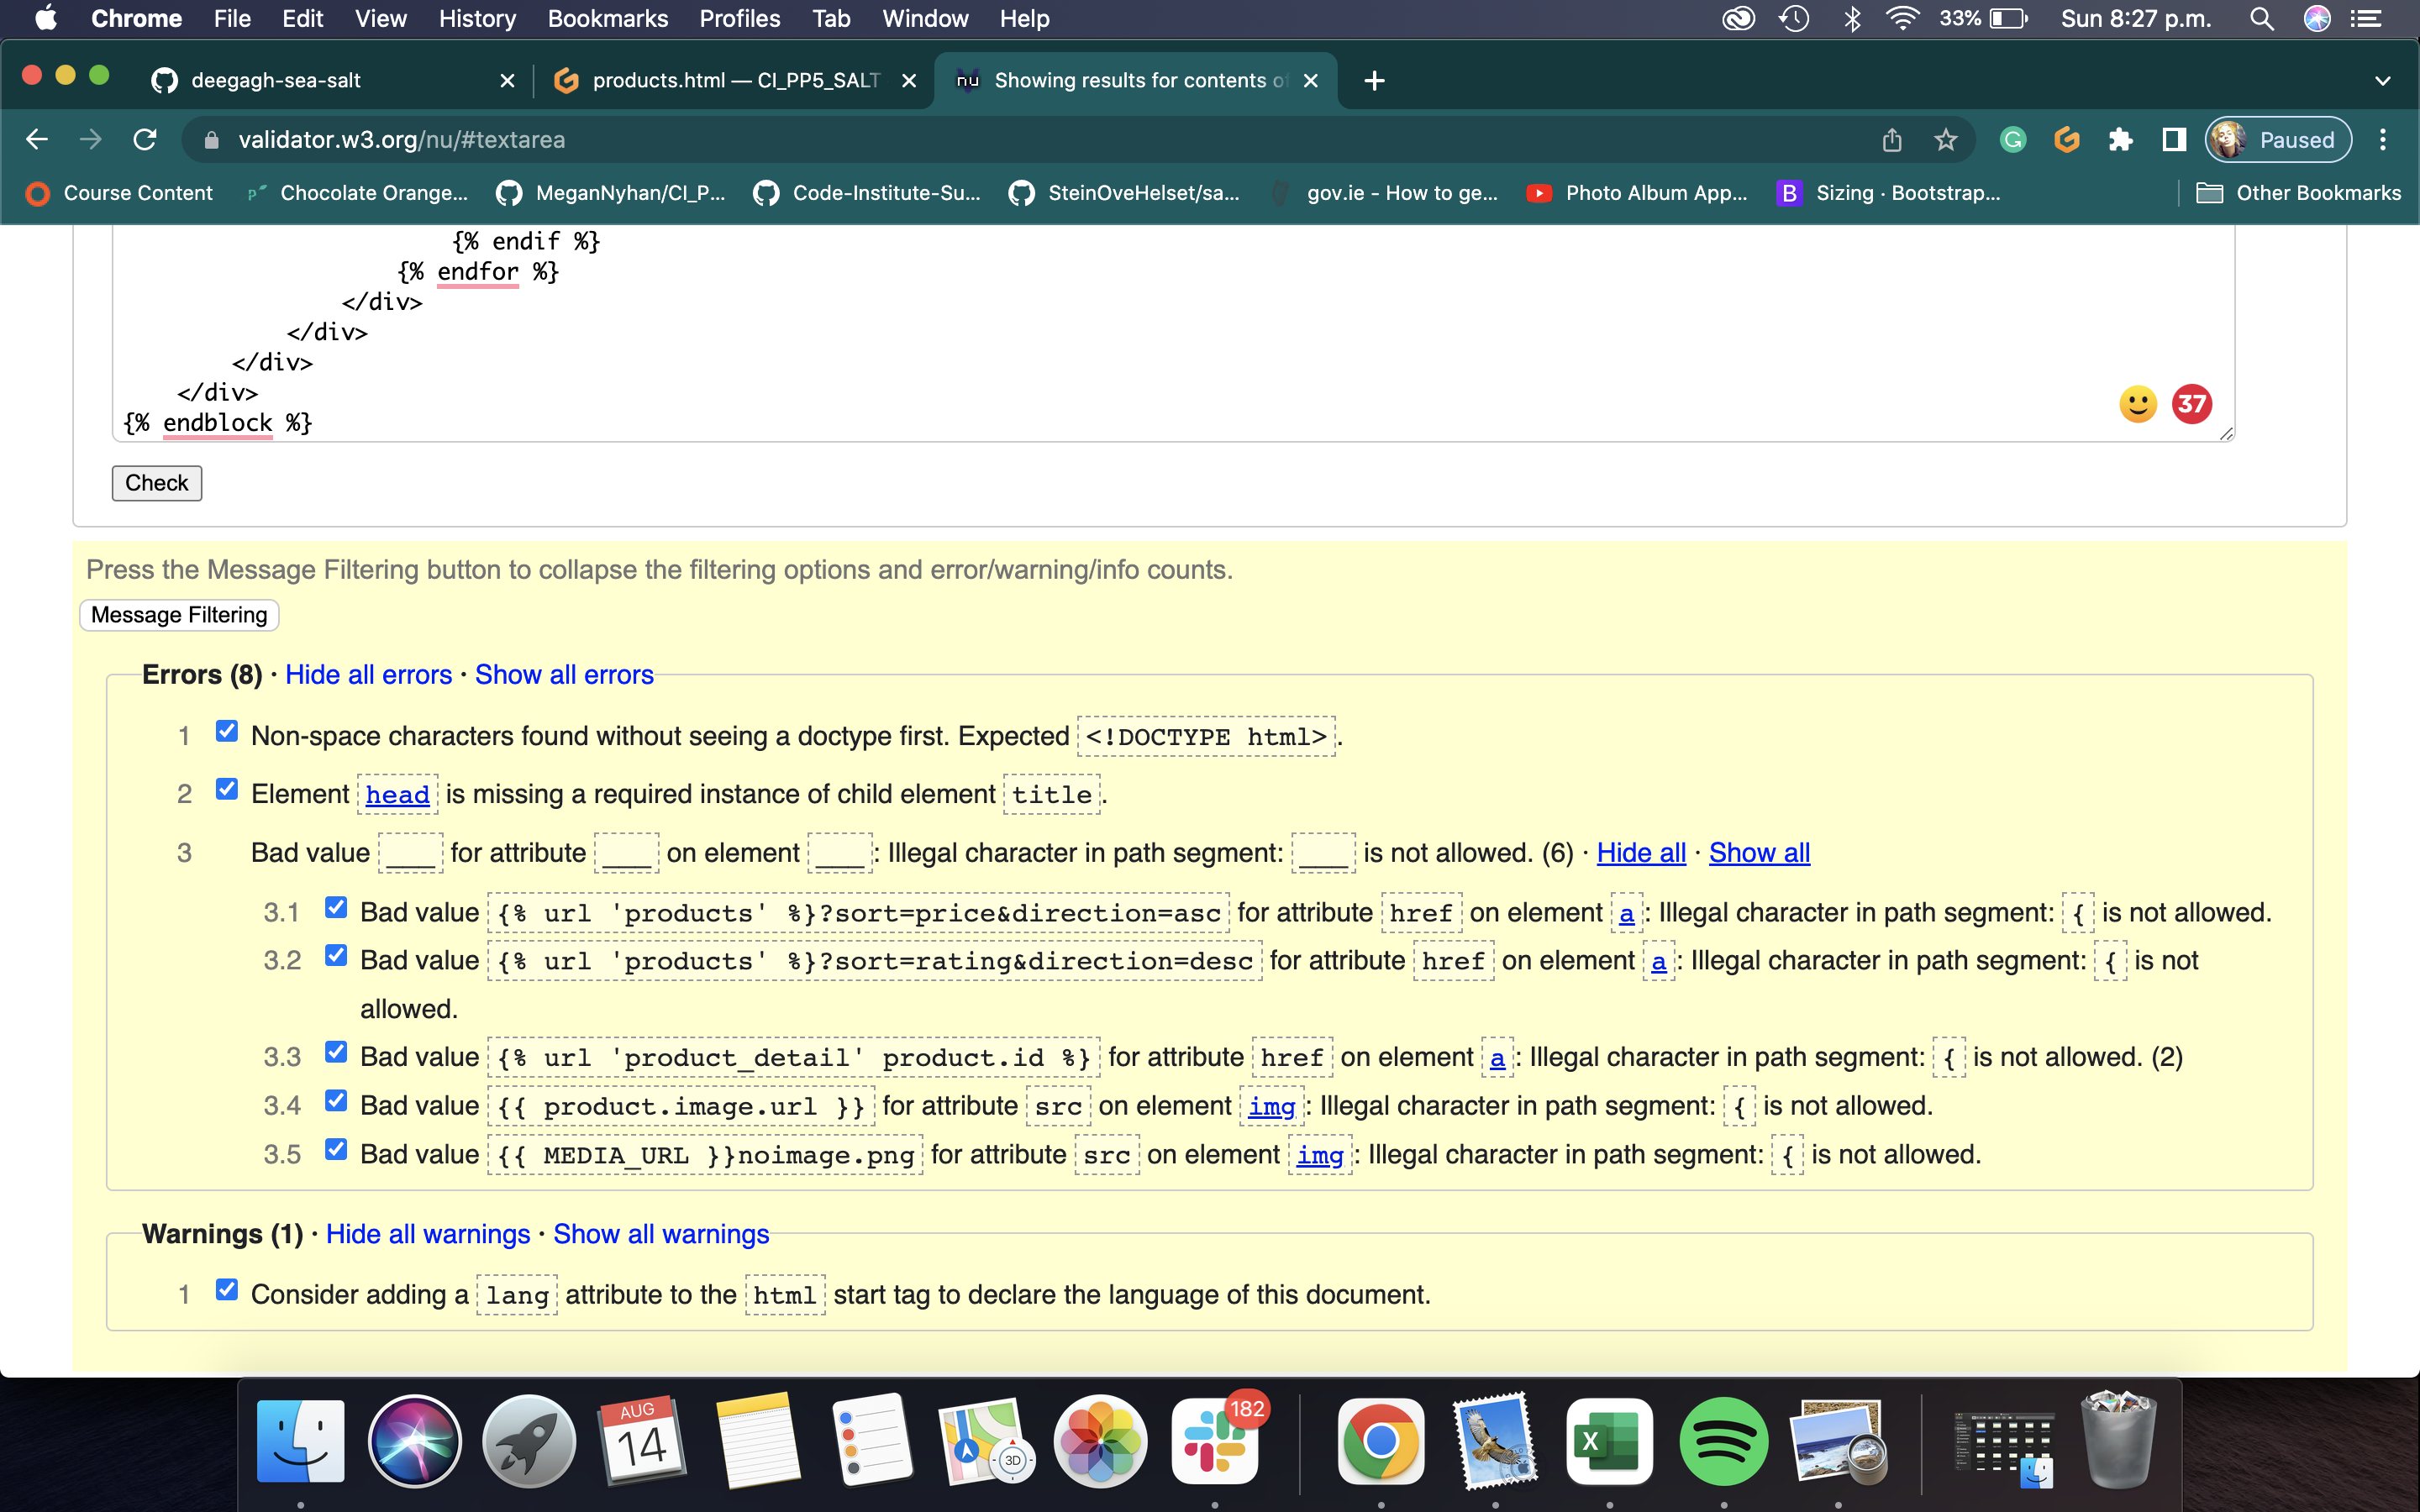 Chrome File Edit View History Bookmarks Profiles Tab Window Help 33% Sun 8:27 p.m.
deegagh-sea-salt products.html — CI_PP5_SALT nu Showing results for contents of
validator.w3.org/nu/#textarea Paused
Course Content Chocolate Orange... MeganNyhan/CI_P... Code-Institute-Su... SteinOveHelset/sa... gov.ie - How to ge... Photo Album App... B Sizing · Bootstrap... Other Bookmarks
{% endif %}
{% endfor %}
</div>
</div>
</div>
</div>
{% endblock %}
37
Check
Press the Message Filtering button to collapse the filtering options and error/warning/info counts.
Message Filtering
Errors (8) · Hide all errors · Show all errors
1 Non-space characters found without seeing a doctype first. Expected <!DOCTYPE html>.
2 Element head is missing a required instance of child element title.
3 Bad value ___ for attribute ___ on element ___: Illegal character in path segment: ___ is not allowed. (6) · Hide all · Show all
3.1 Bad value {% url 'products' %}?sort=price&direction=asc for attribute href on element a: Illegal character in path segment: { is not allowed.
3.2 Bad value {% url 'products' %}?sort=rating&direction=desc for attribute href on element a: Illegal character in path segment: { is not
allowed.
3.3 Bad value {% url 'product_detail' product.id %} for attribute href on element a: Illegal character in path segment: { is not allowed. (2)
3.4 Bad value {{ product.image.url }} for attribute src on element img: Illegal character in path segment: { is not allowed.
3.5 Bad value {{ MEDIA_URL }}noimage.png for attribute src on element img: Illegal character in path segment: { is not allowed.
Warnings (1) · Hide all warnings · Show all warnings
1 Consider adding a lang attribute to the html start tag to declare the language of this document.
AUG
14
3D
182
X